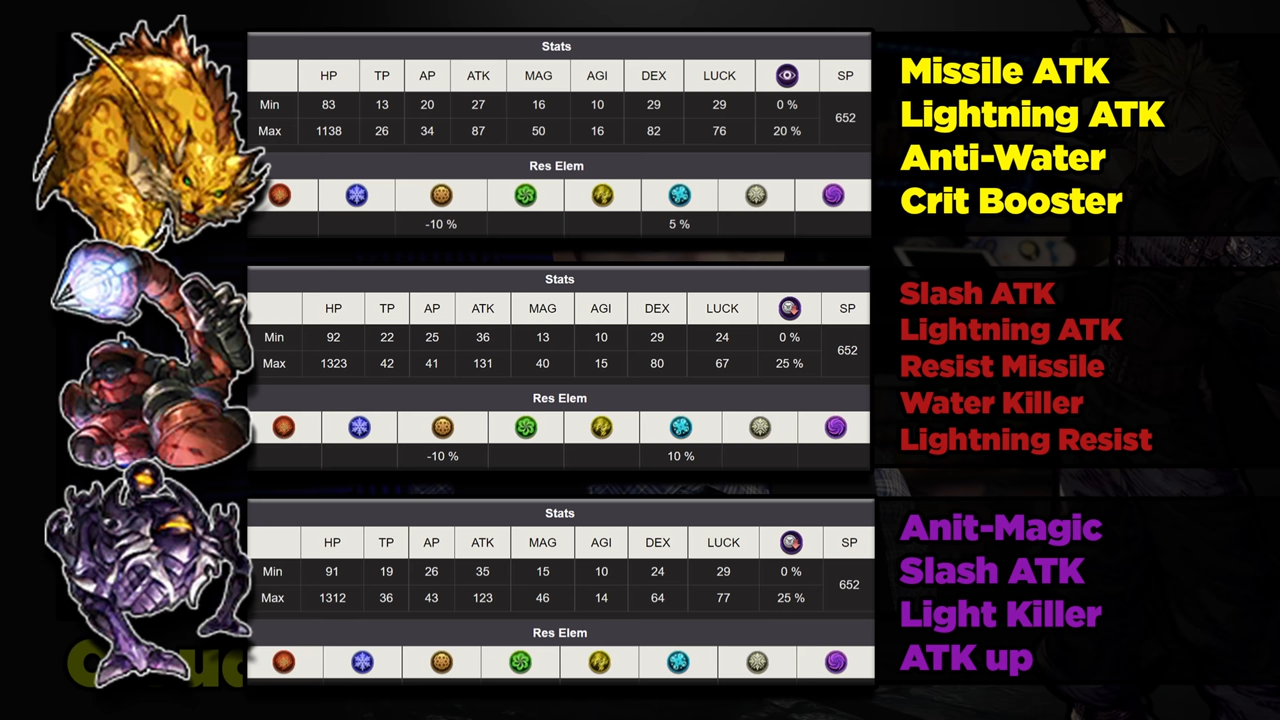 Stats
HP TP AP ATK MAG AGI DEX LUCK SP
Min 83 13 20 27 16 10 29 29 0 % 652
Max 1138 26 34 87 50 16 82 76 20 %
Res Elem
-10 % 5 %
Missile ATK
Lightning ATK
Anti-Water
Crit Booster
Stats
HP TP AP ATK MAG AGI DEX LUCK SP
Min 92 22 25 36 13 10 29 24 0 % 652
Max 1323 42 41 131 40 15 80 67 25 %
Res Elem
-10 % 10 %
Slash ATK
Lightning ATK
Resist Missile
Water Killer
Lightning Resist
Stats
HP TP AP ATK MAG AGI DEX LUCK SP
Min 91 19 26 35 15 10 24 29 0 % 652
Max 1312 36 43 123 46 14 64 77 25 %
Res Elem
Anit-Magic
Slash ATK
Light Killer
ATK up